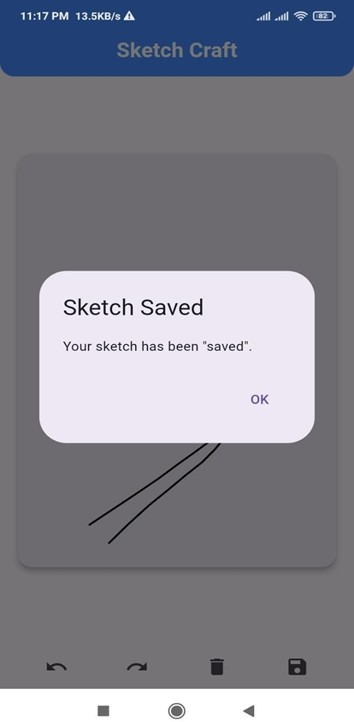 11:17 PM 13.5KB/s 82
Sketch Craft
Sketch Saved
Your sketch has been "saved".
OK